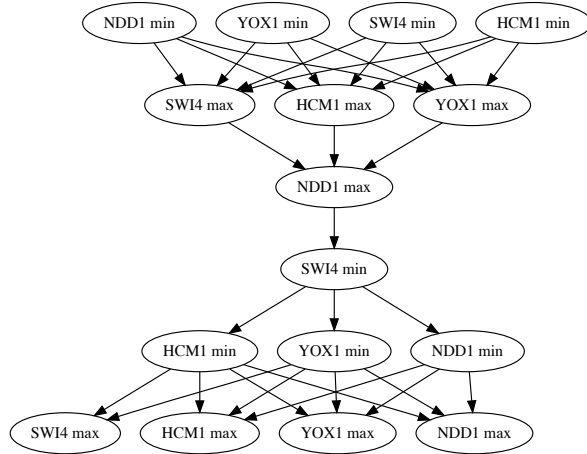 NDD1 min YOX1 min SWI4 min HCM1 min
SWI4 max HCM1 max YOX1 max
NDD1 max
SWI4 min
HCM1 min YOX1 min NDD1 min
SWI4 max HCM1 max YOX1 max NDD1 max